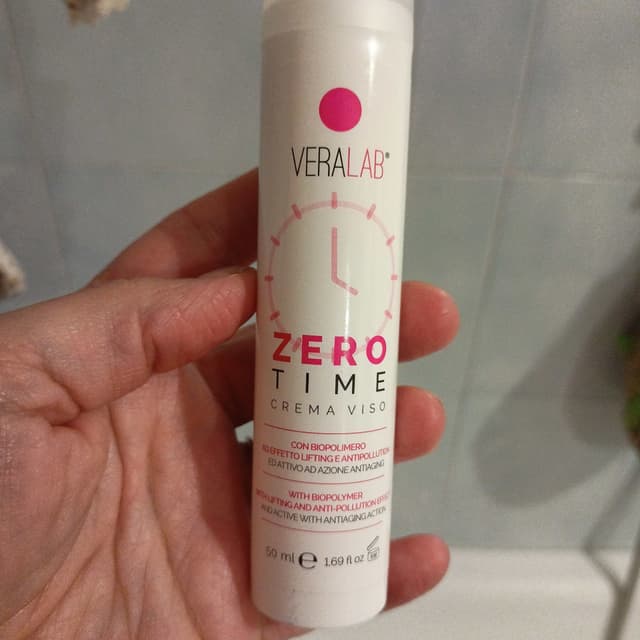 VERALAB®
ZERO
TIME
CREMA VISO
CON BIOPOLIMERO
AD EFFETTO LIFTING E ANTIPOLLUTION
ED ATTIVO AD AZIONE ANTIAGING
WITH BIOPOLYMER
WITH LIFTING AND ANTI-POLLUTION EFFECT
AND ACTIVE WITH ANTIAGING ACTION
50 ml e 1.69 fl oz